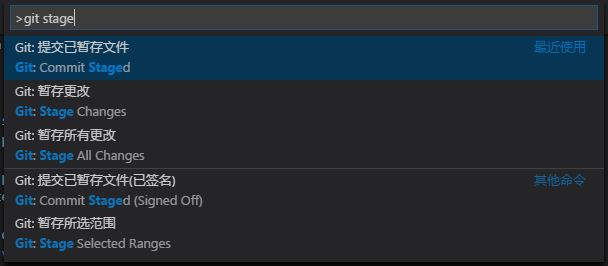 >git stage
Git: 提交已暂存文件 最近使用
Git: Commit Staged
Git: 暂存更改
Git: Stage Changes
Git: 暂存所有更改
Git: Stage All Changes
Git: 提交已暂存文件(已签名) 其他命令
Git: Commit Staged (Signed Off)
Git: 暂存所选范围
Git: Stage Selected Ranges